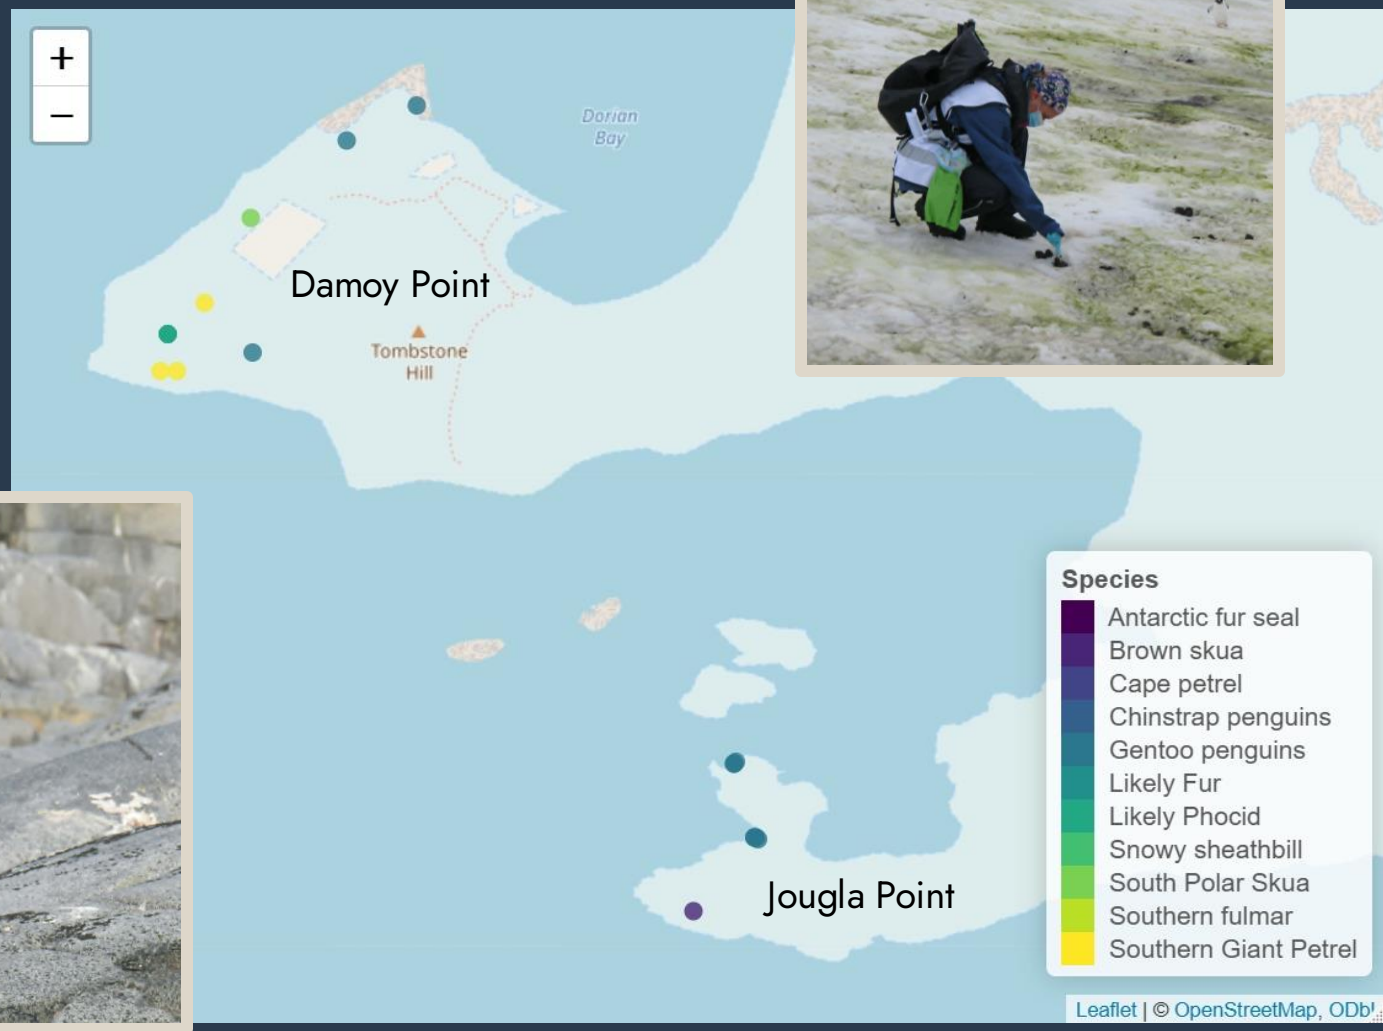 +
−
Dorian
Bay
Damoy Point
Tombstone
Hill
Species
Antarctic fur seal
Brown skua
Cape petrel
Chinstrap penguins
Gentoo penguins
Likely Fur
Likely Phocid
Snowy sheathbill
South Polar Skua
Southern fulmar
Southern Giant Petrel
Jougla Point
Leaflet | © OpenStreetMap, ODbL